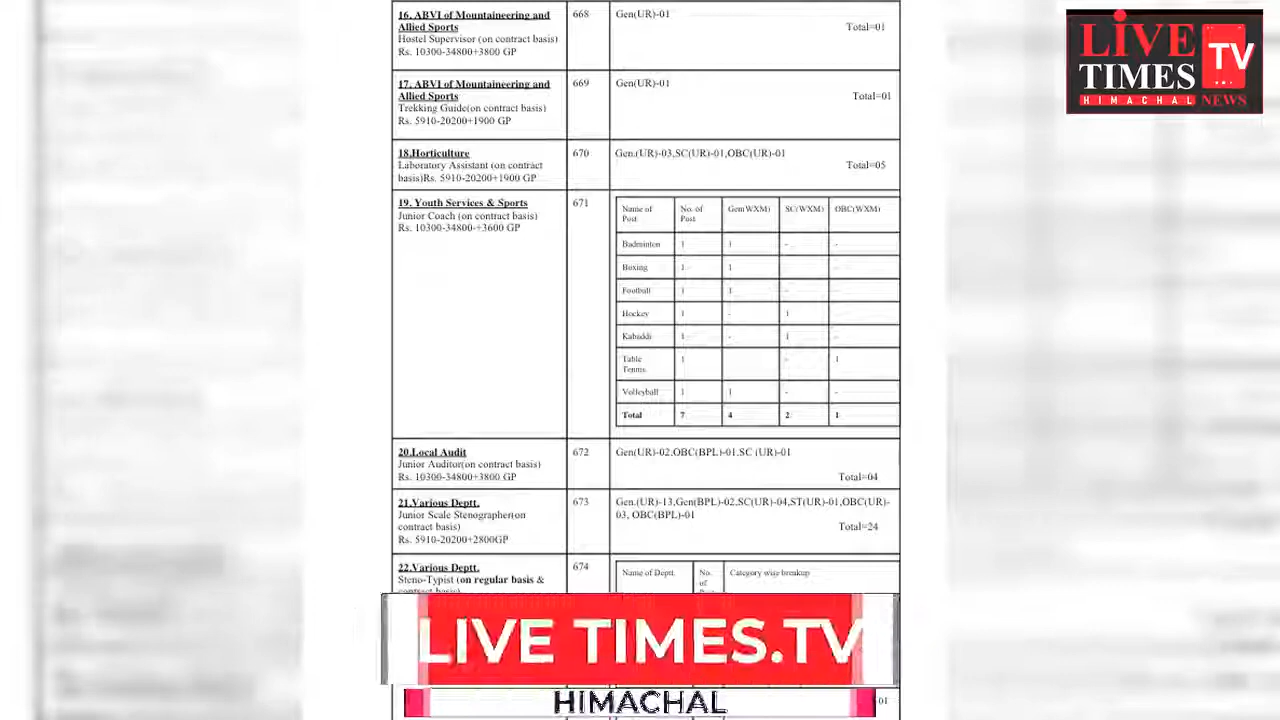 16. ABVI of Mountaineering and
Allied Sports
Hostel Supervisor (on contract basis)
Rs. 10300-34800+3800 GP
668
Gen(UR)-01
Total=01
17. ABVI of Mountaineering and
Allied Sports
Trekking Guide(on contract basis)
Rs. 5910-20200+1900 GP
669
Gen(UR)-01
Total=01
18.Horticulture
Laboratory Assistant (on contract
basis)Rs. 5910-20200+1900 GP
670
Gen.(UR)-03,SC(UR)-01,OBC(UR)-01
Total=05
19. Youth Services & Sports
Junior Coach (on contract basis)
Rs. 10300-34800-+3600 GP
671
Name of Post No. of Post Gen(WXM) SC(WXM) OBC(WXM)
Badminton 1 1 - -
Boxing 1 1
Football 1 1 -
Hockey 1 - 1
Kabaddi 1 - 1
Table Tennis 1 - 1
Volleyball 1 1 - -
Total 7 4 2 1
20.Local Audit
Junior Auditor(on contract basis)
Rs. 10300-34800+3800 GP
672
Gen(UR)-02,OBC(BPL)-01,SC (UR)-01
Total=04
21.Various Deptt.
Junior Scale Stenographer(on
contract basis)
Rs. 5910-20200+2800GP
673
Gen.(UR)-13,Gen(BPL)-02,SC(UR)-04,ST(UR)-01,OBC(UR)-
03, OBC(BPL)-01
Total=24
22.Various Deptt.
Steno-Typist (on regular basis &
674
Name of Deptt. No. of Category wise breakup
01
LIVE TIMES TV
HIMACHAL NEWS
LIVE TIMES.TV
HIMACHAL